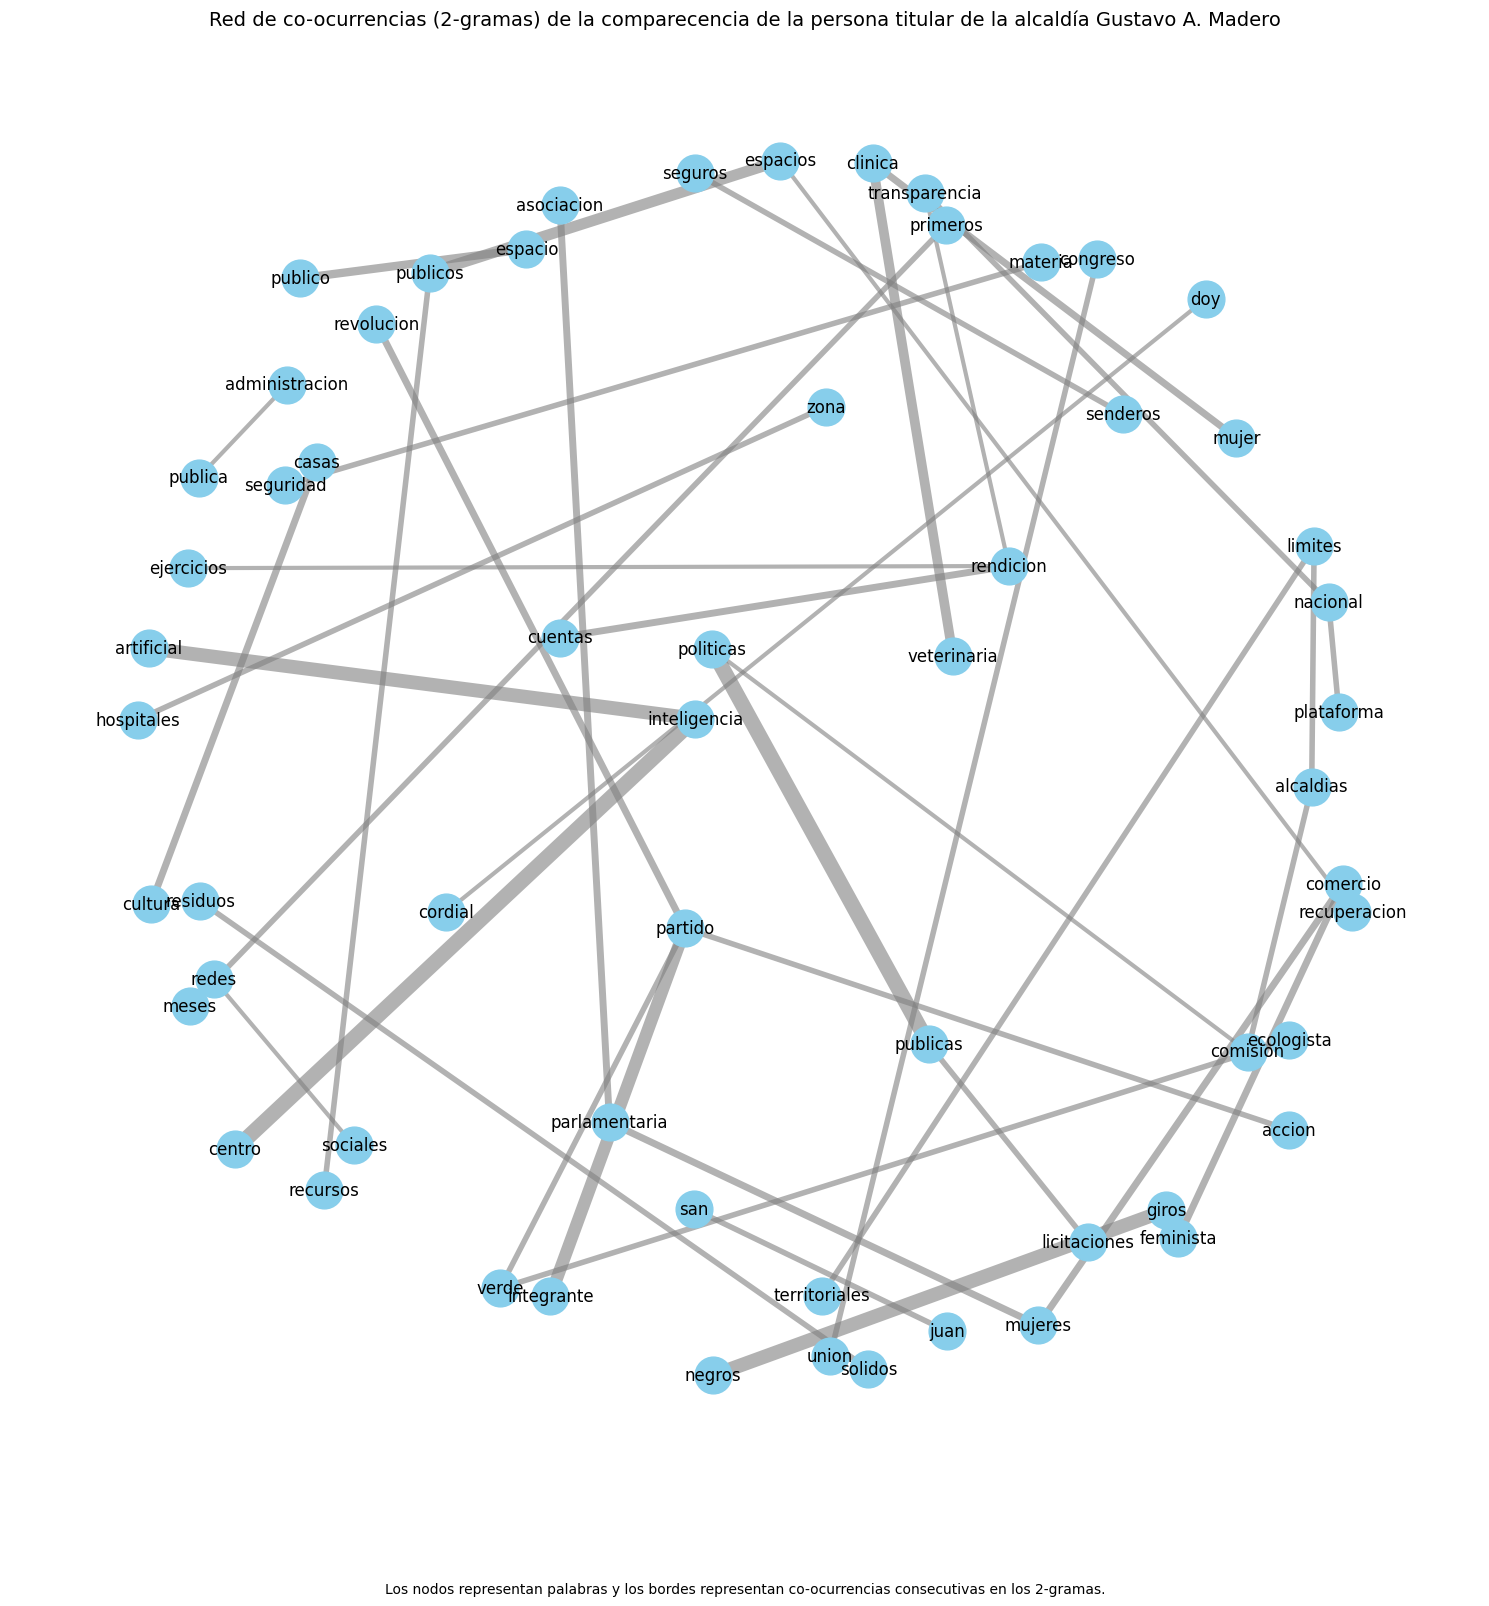 Red de co-ocurrencias (2-gramas) de la comparecencia de la persona titular de la alcaldía Gustavo A. Madero
espacios
clinica
seguros
transparencia
asociacion
primeros
espacio
materia
congreso
publicos
publico
doy
revolucion
administracion
zona
senderos
mujer
casas
publica
seguridad
limites
rendicion
ejercicios
nacional
cuentas
artificial
politicas
veterinaria
plataforma
inteligencia
hospitales
alcaldias
comercio
residuos
cultura
cordial
recuperacion
partido
redes
meses
ecologista
publicas
comision
parlamentaria
accion
sociales
centro
recursos
san
giros
feminista
licitaciones
verde
integrante
territoriales
mujeres
juan
union
solidos
negros
Los nodos representan palabras y los bordes representan co-ocurrencias consecutivas en los 2-gramas.